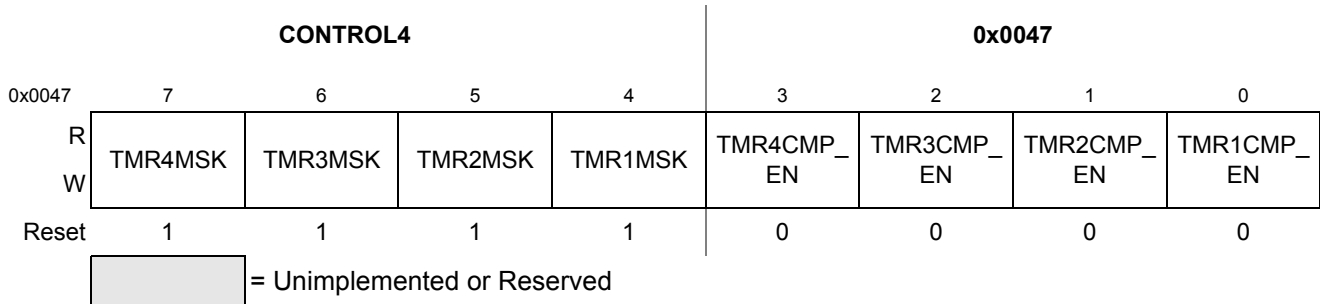 CONTROL4 0x0047
0x0047 7 6 5 4 3 2 1 0
R
W
TMR4MSK TMR3MSK TMR2MSK TMR1MSK TMR4CMP_ TMR3CMP_ TMR2CMP_ TMR1CMP_
EN EN EN EN
Reset 1 1 1 1 0 0 0 0
= Unimplemented or Reserved